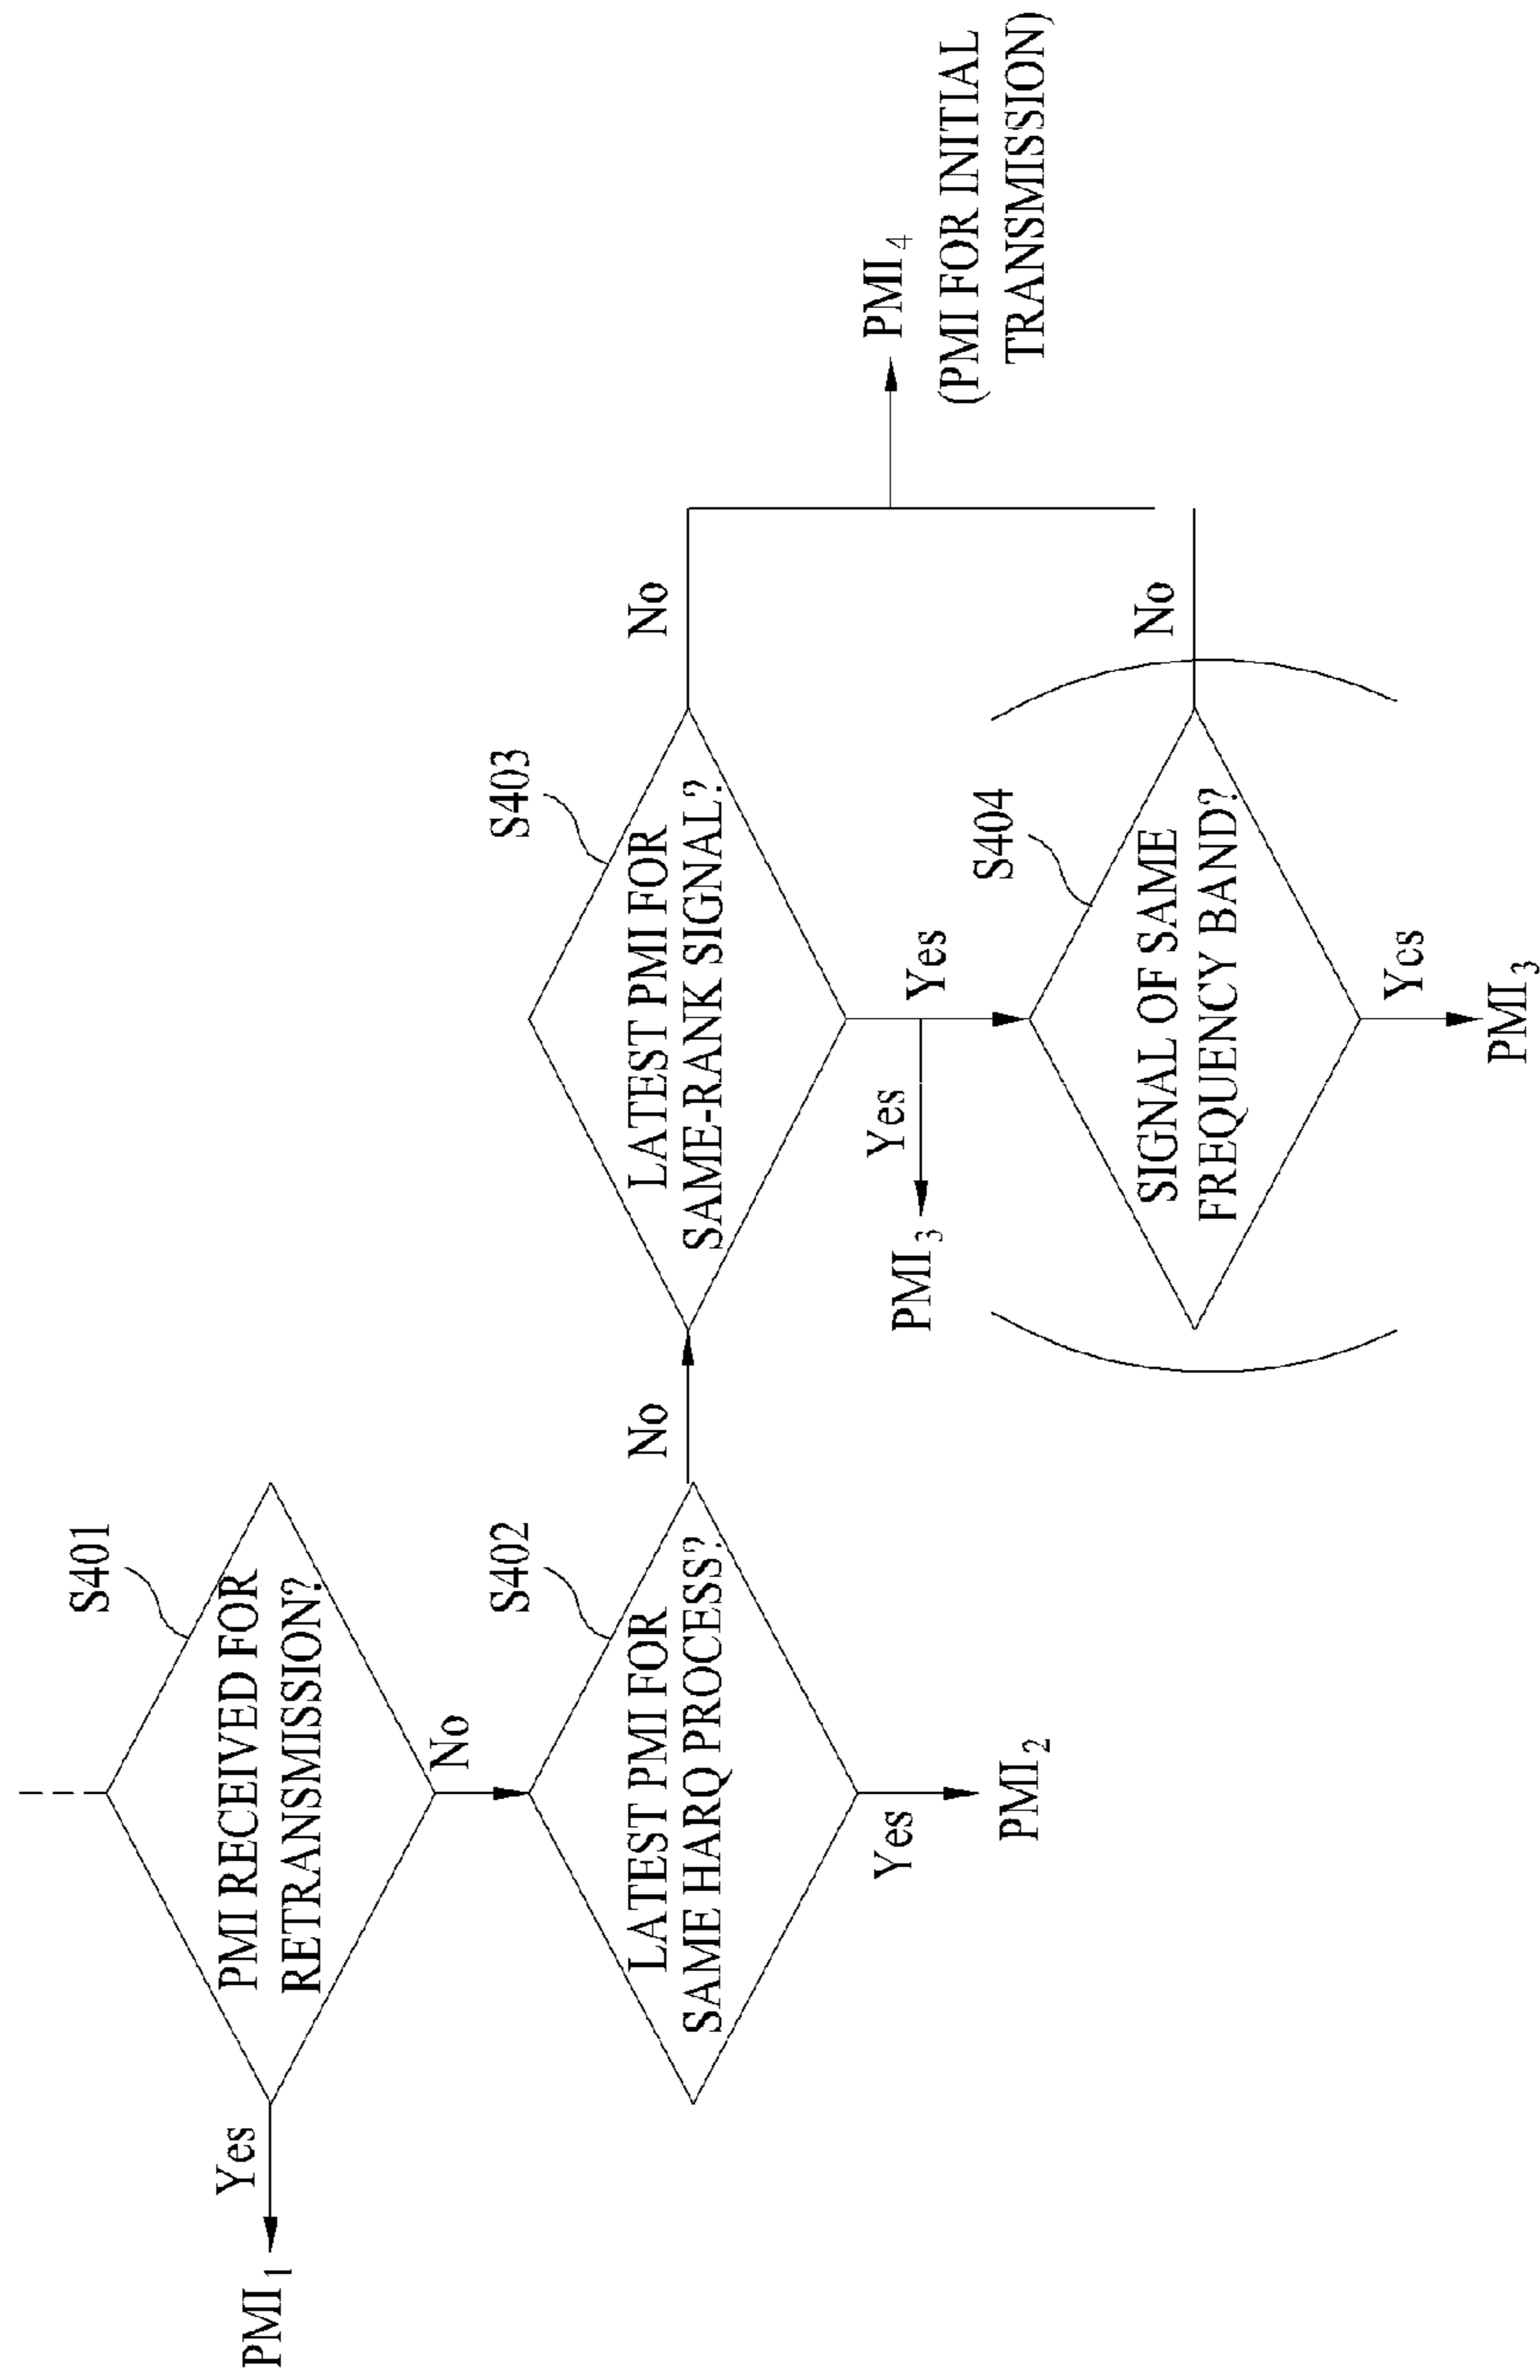 S401
PMI RECEIVED FOR
RETRANSMISSION?
Yes
PMI1
No
S402
LATEST PMI FOR
SAME HARQ PROCESS?
Yes
PMI2
No
S403
LATEST PMI FOR
SAME-RANK SIGNAL?
No
Yes
PMI3
Yes
S404
SIGNAL OF SAME
FREQUENCY BAND?
No
Yes
PMI3
PMI4
(PMI FOR INITIAL
TRANSMISSION)